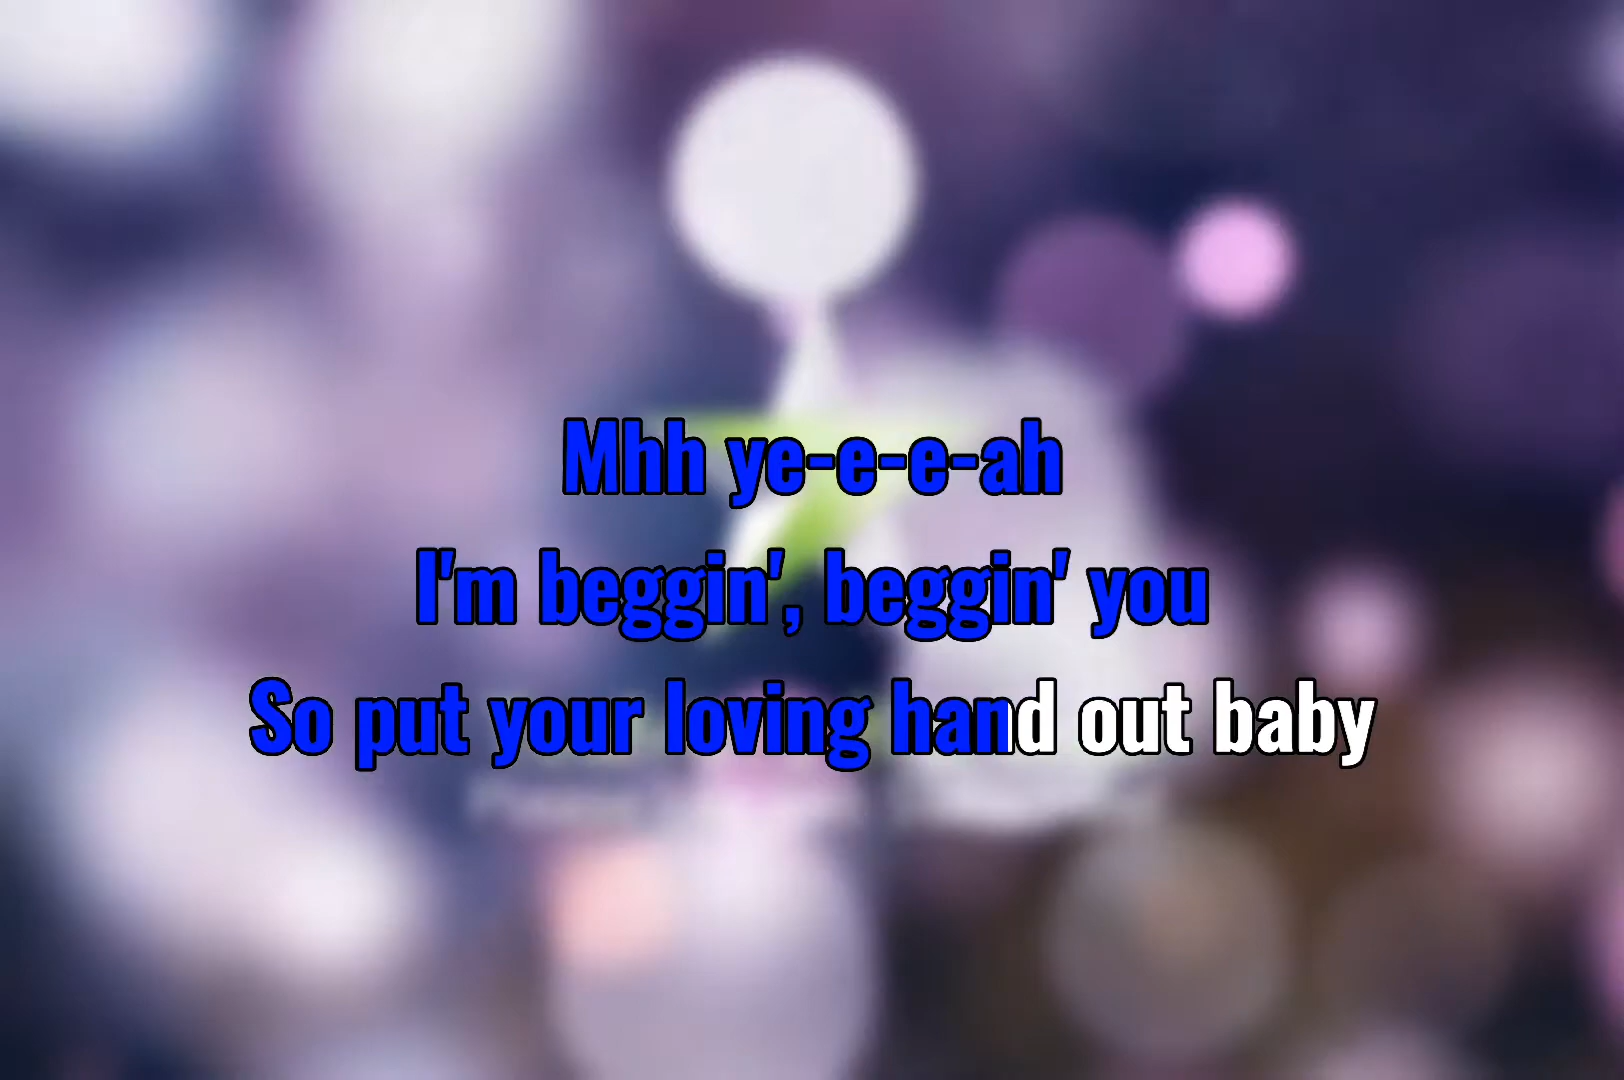 Mhh ye-e-e-ah
I'm beggin', beggin' you
So put your loving hand out baby